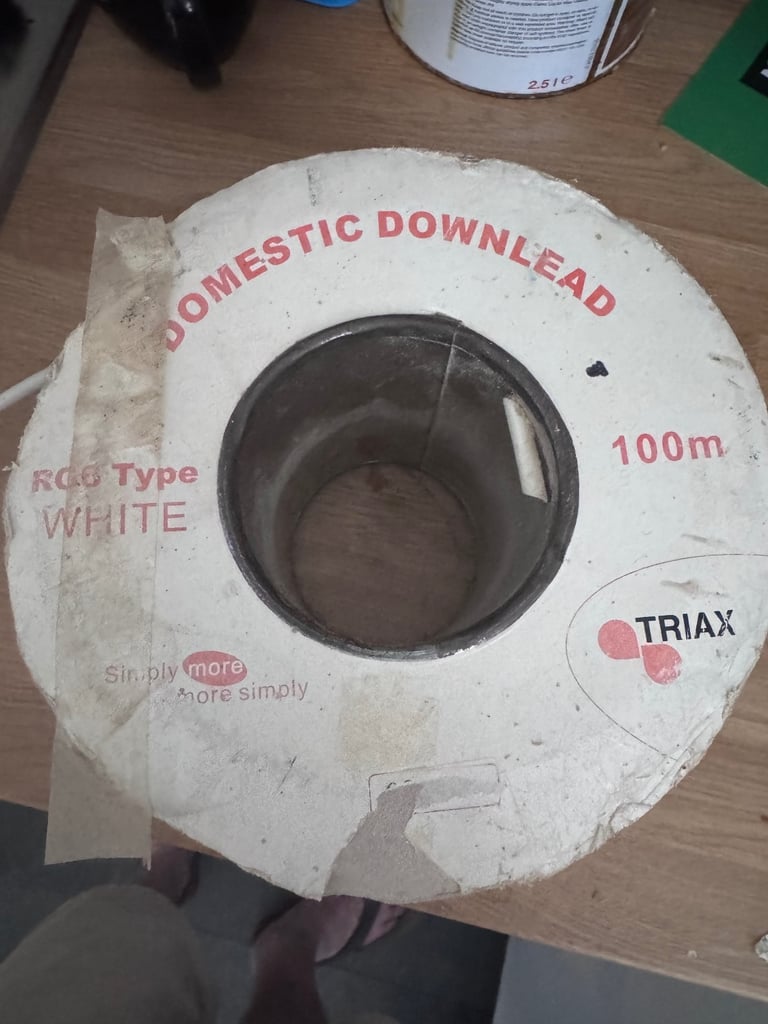 2.5 l e
DOMESTIC DOWNLEAD
100m
RG6 Type
WHITE
TRIAX
Simply more
more simply